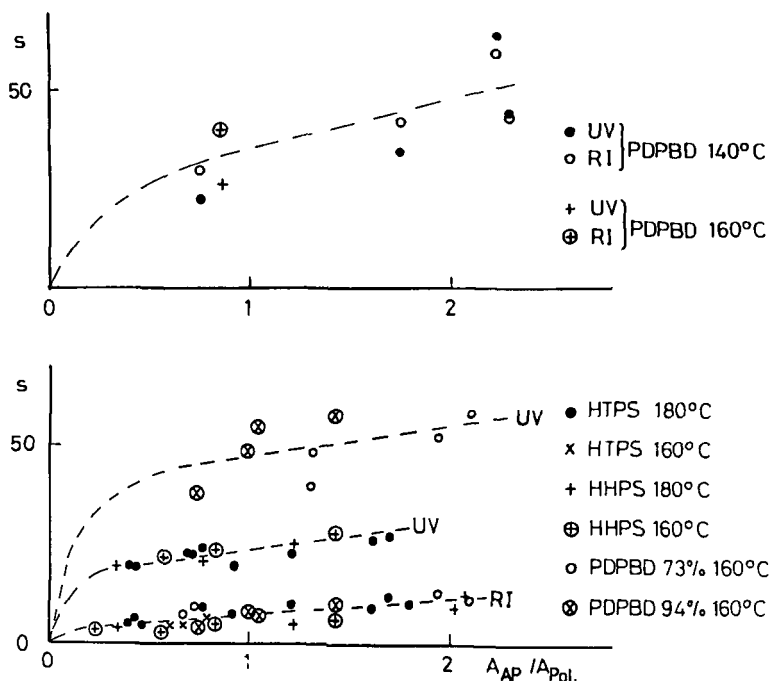 s
50
UV
RI
PDPBD 140°C
UV
RI
PDPBD 160°C
0
1
2
s
50
UV
UV
RI
HTPS 180°C
HTPS 160°C
HHPS 180°C
HHPS 160°C
PDPBD 73% 160°C
PDPBD 94% 160°C
0
0
1
2
A_AP / A_Pol.